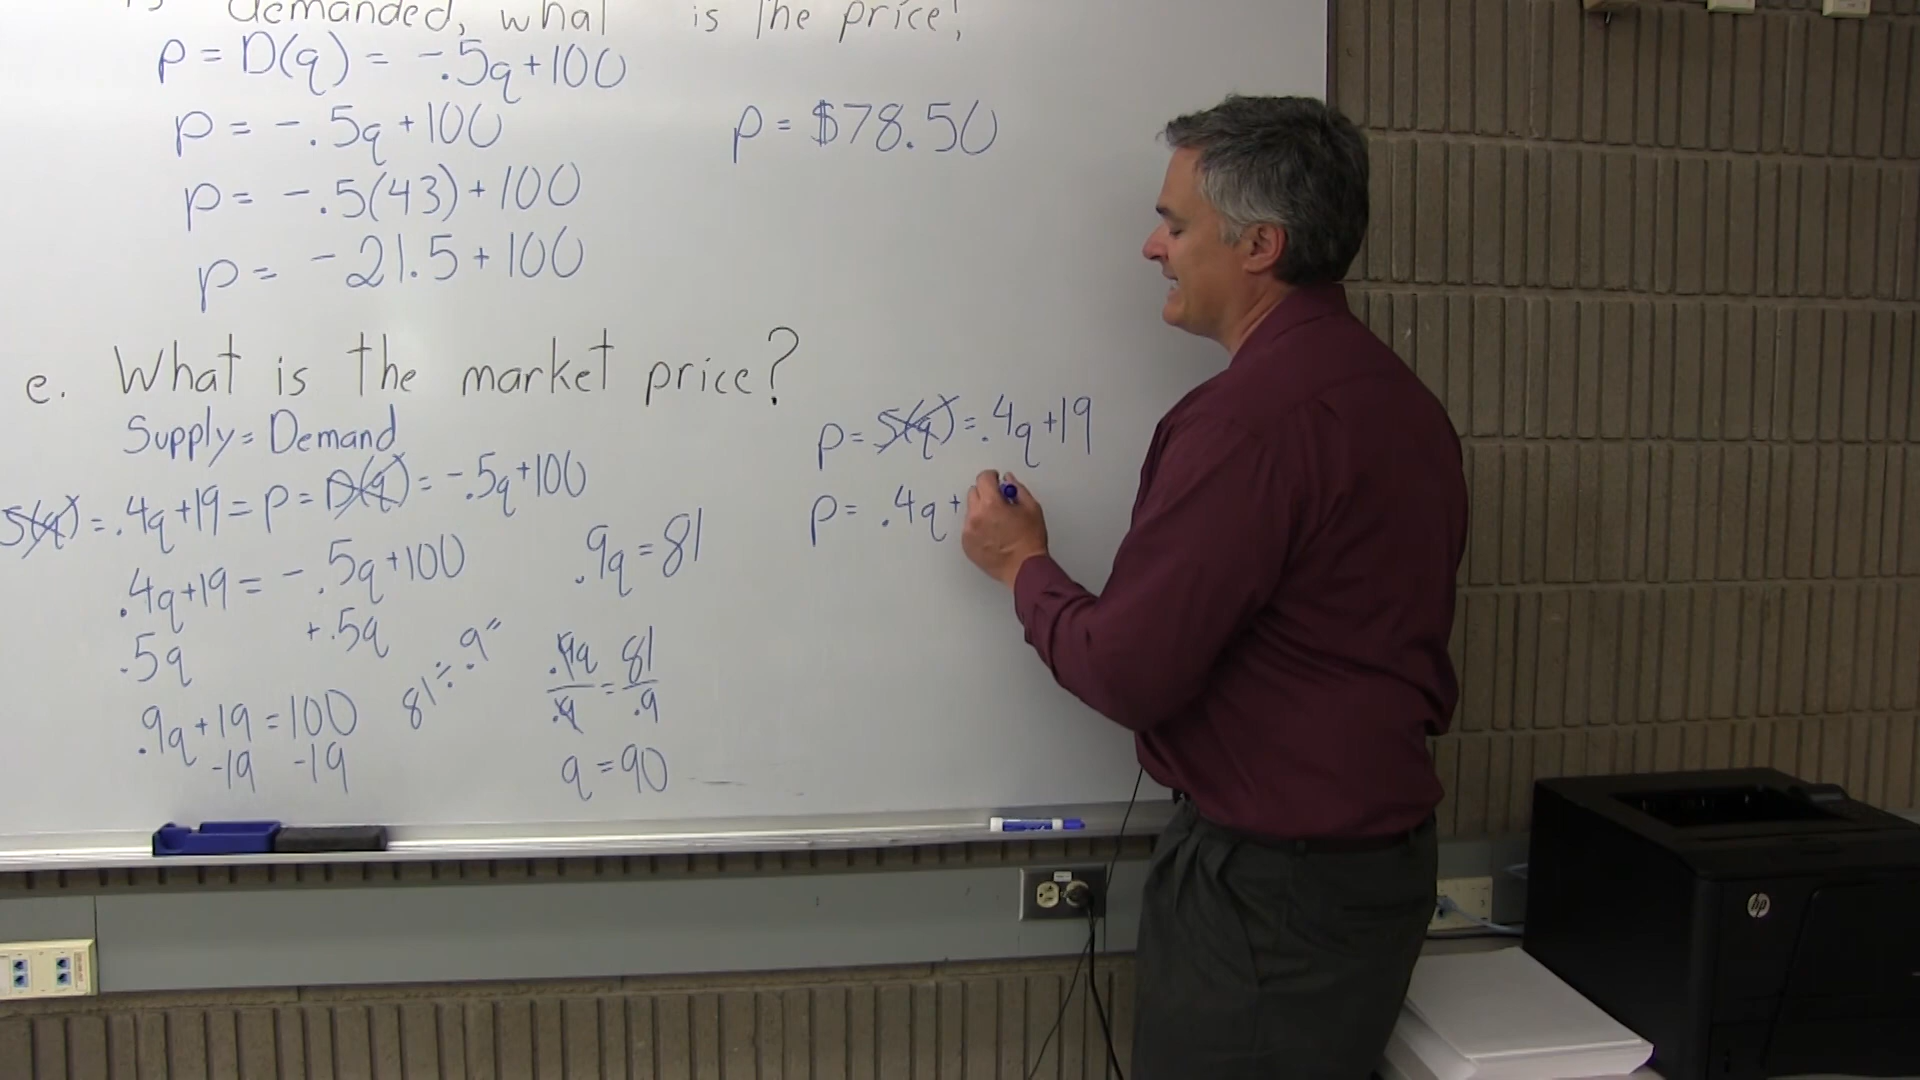 demanded, what is the price?
p = D(q) = -.5q+100
p = -.5q+100
p = -.5(43)+100
p = -21.5+100
p = $78.50
e. What is the market price?
Supply = Demand
S(q) = .4q+19 = p = D(q) = -.5q+100
.4q+19 = -.5q+100
.5q +.5q
.9q+19 = 100
-19 -19
81÷.9"
.9q = 81
.9q/.9 = 81/.9
q = 90
p = S(q) = .4q+19
p = .4q+
hp